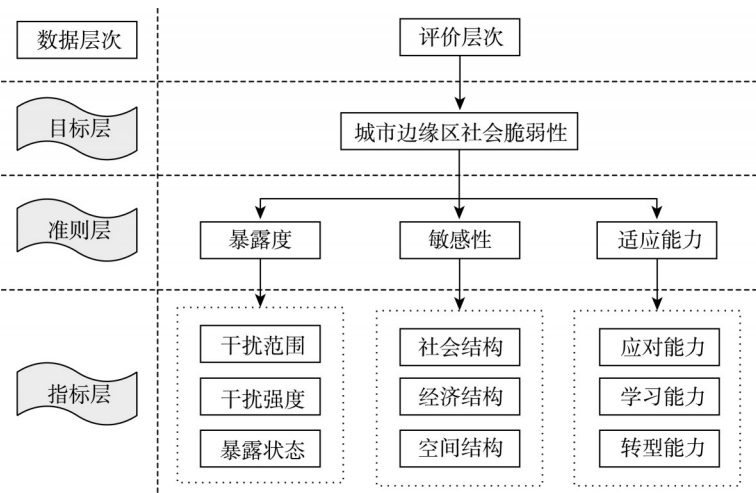 数据层次
评价层次
目标层
城市边缘区社会脆弱性
准则层
暴露度
敏感性
适应能力
指标层
干扰范围
干扰强度
暴露状态
社会结构
经济结构
空间结构
应对能力
学习能力
转型能力